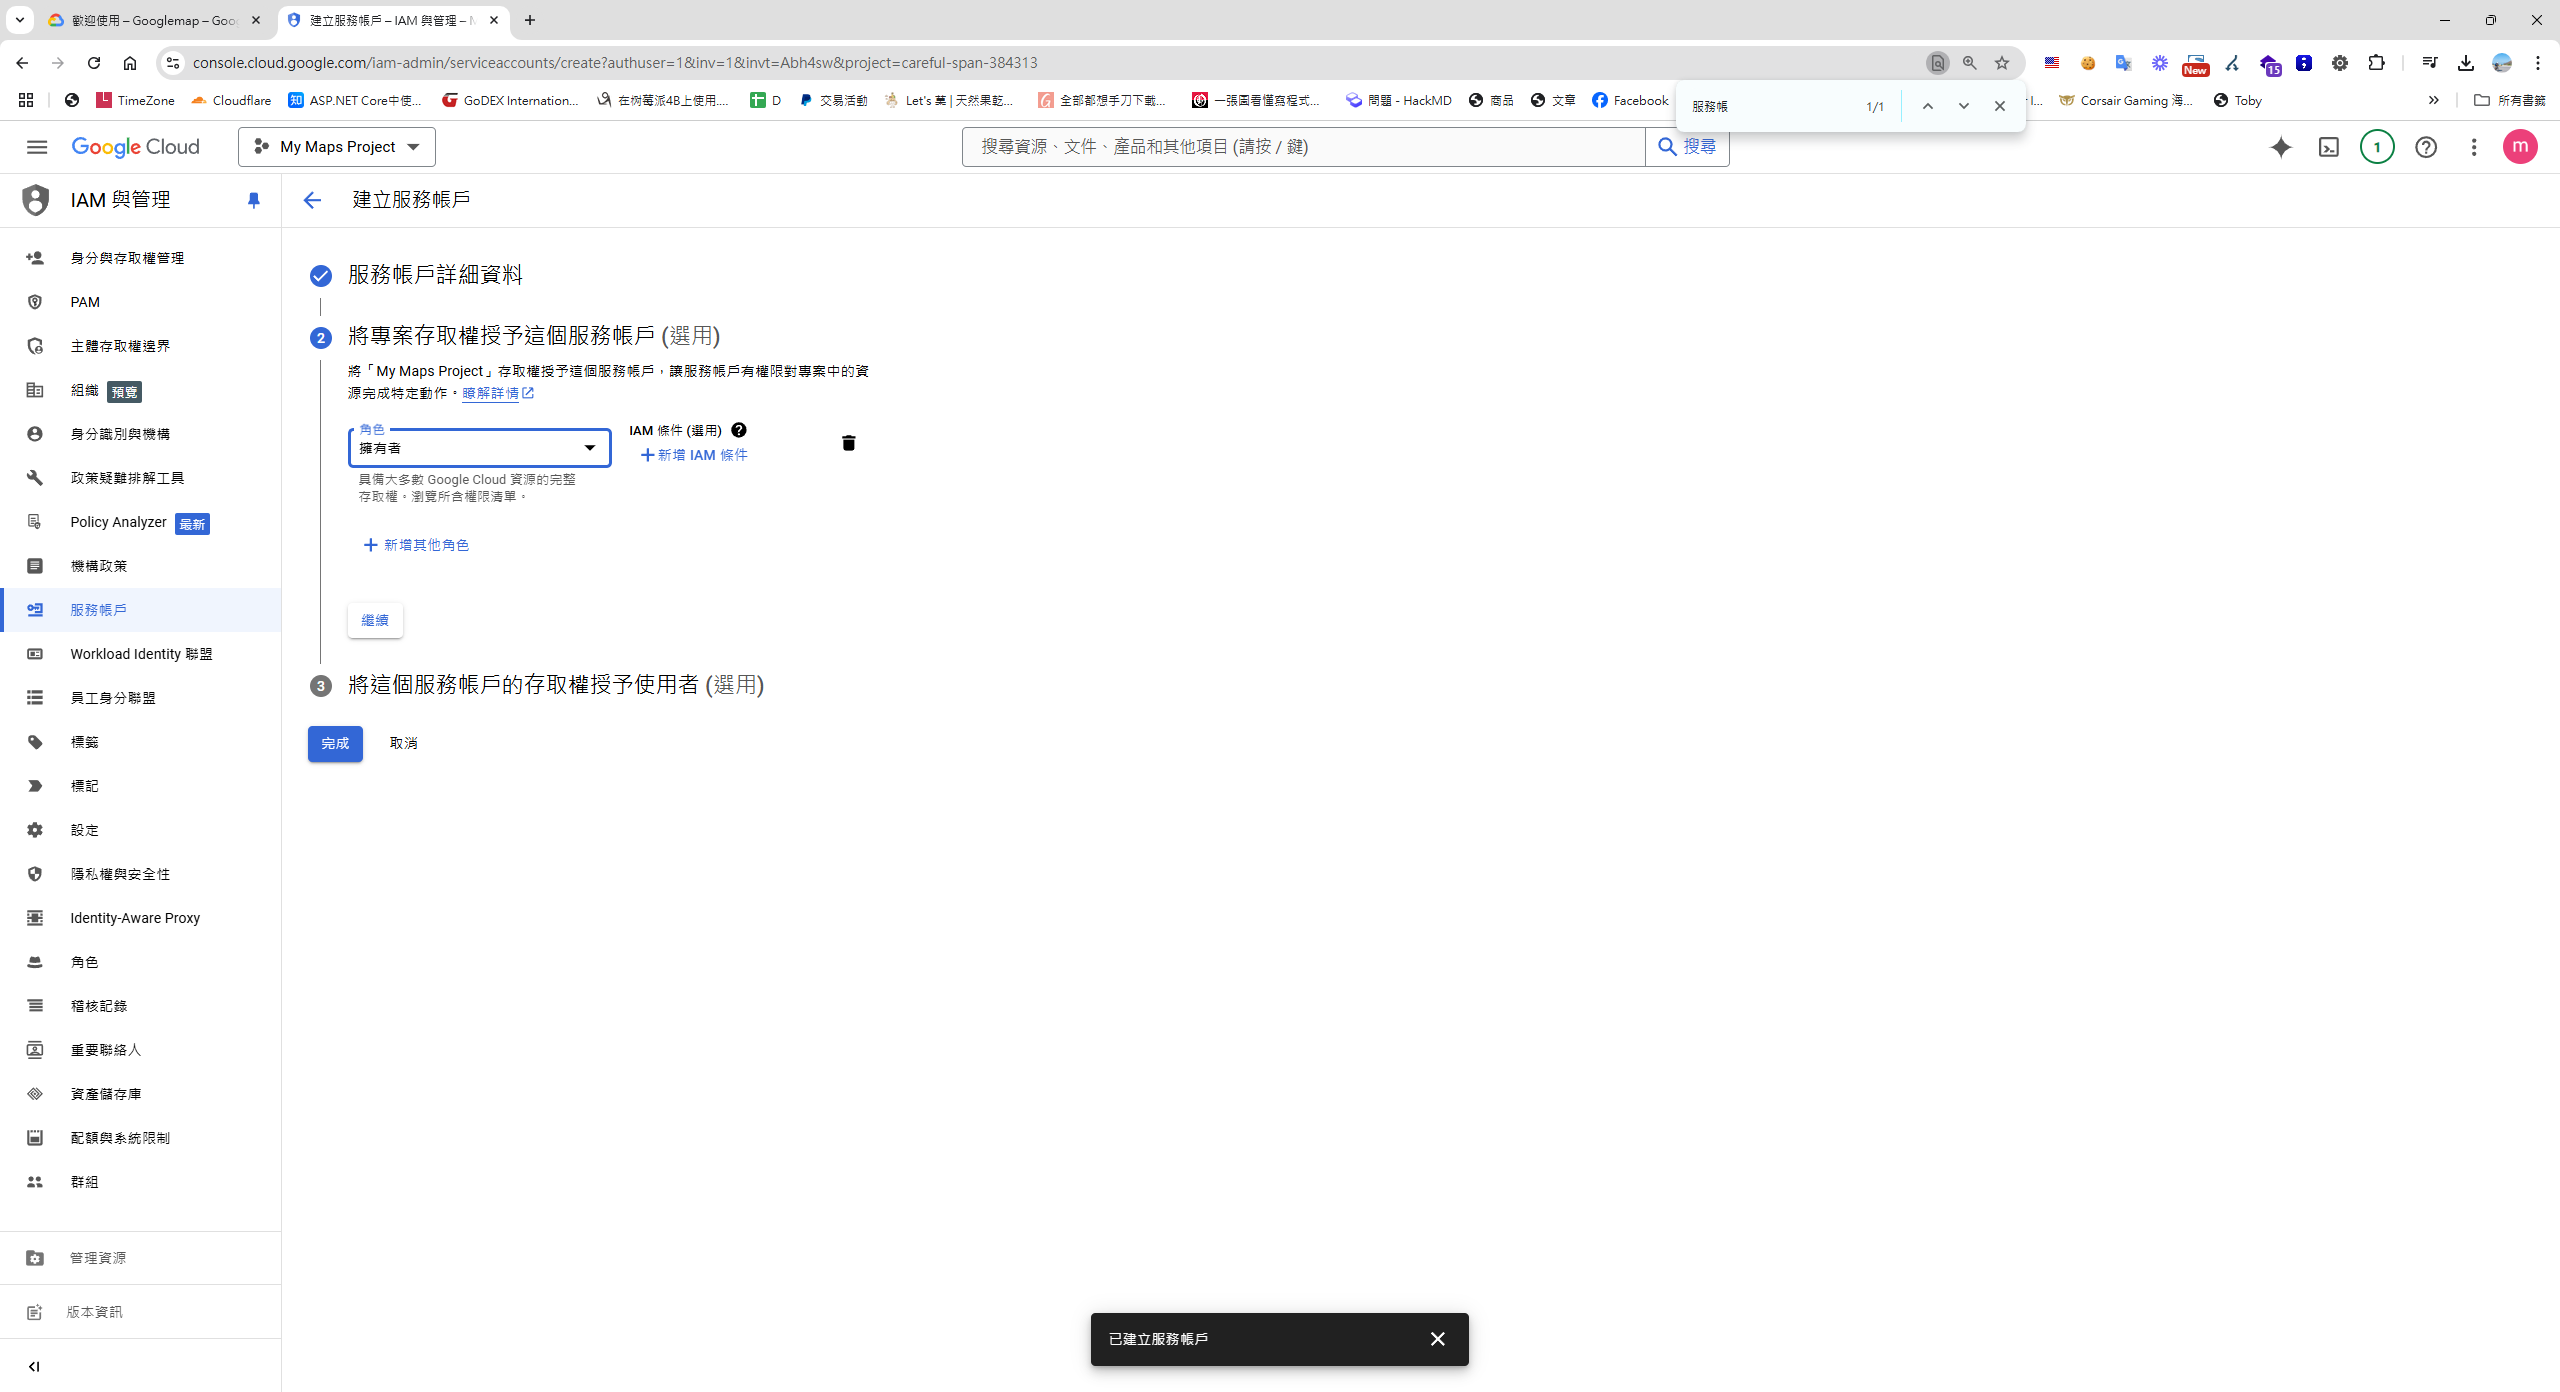 歡迎使用 – Googlemap – Goo
建立服務帳戶 – IAM 與管理 – M
console.cloud.google.com/iam-admin/serviceaccounts/create?authuser=1&inv=1&invt=Abh4sw&project=careful-span-384313
New
15
TimeZone
Cloudflare
知
ASP.NET Core中使...
GoDEX Internation...
在树莓派4B上使用....
D
交易活動
Let's 菓 | 天然果乾...
全部都想手刀下載...
一張圖看懂寫程式...
問題 - HackMD
商品
文章
Facebook
Corsair Gaming 海...
Toby
所有書籤
服務帳
1/1
Google Cloud
My Maps Project
搜尋資源、文件、產品和其他項目 (請按 / 鍵)
搜尋
1
m
IAM 與管理
建立服務帳戶
身分與存取權管理
PAM
主體存取權邊界
組織 預覽
身分識別與機構
政策疑難排解工具
Policy Analyzer 最新
機構政策
服務帳戶
Workload Identity 聯盟
員工身分聯盟
標籤
標記
設定
隱私權與安全性
Identity-Aware Proxy
角色
稽核記錄
重要聯絡人
資產儲存庫
配額與系統限制
群組
管理資源
版本資訊
服務帳戶詳細資料
2 將專案存取權授予這個服務帳戶 (選用)
將「My Maps Project」存取權授予這個服務帳戶，讓服務帳戶有權限對專案中的資
源完成特定動作。瞭解詳情
角色
擁有者
IAM 條件 (選用)
新增 IAM 條件
具備大多數 Google Cloud 資源的完整
存取權。瀏覽所含權限清單。
新增其他角色
繼續
3 將這個服務帳戶的存取權授予使用者 (選用)
完成
取消
已建立服務帳戶